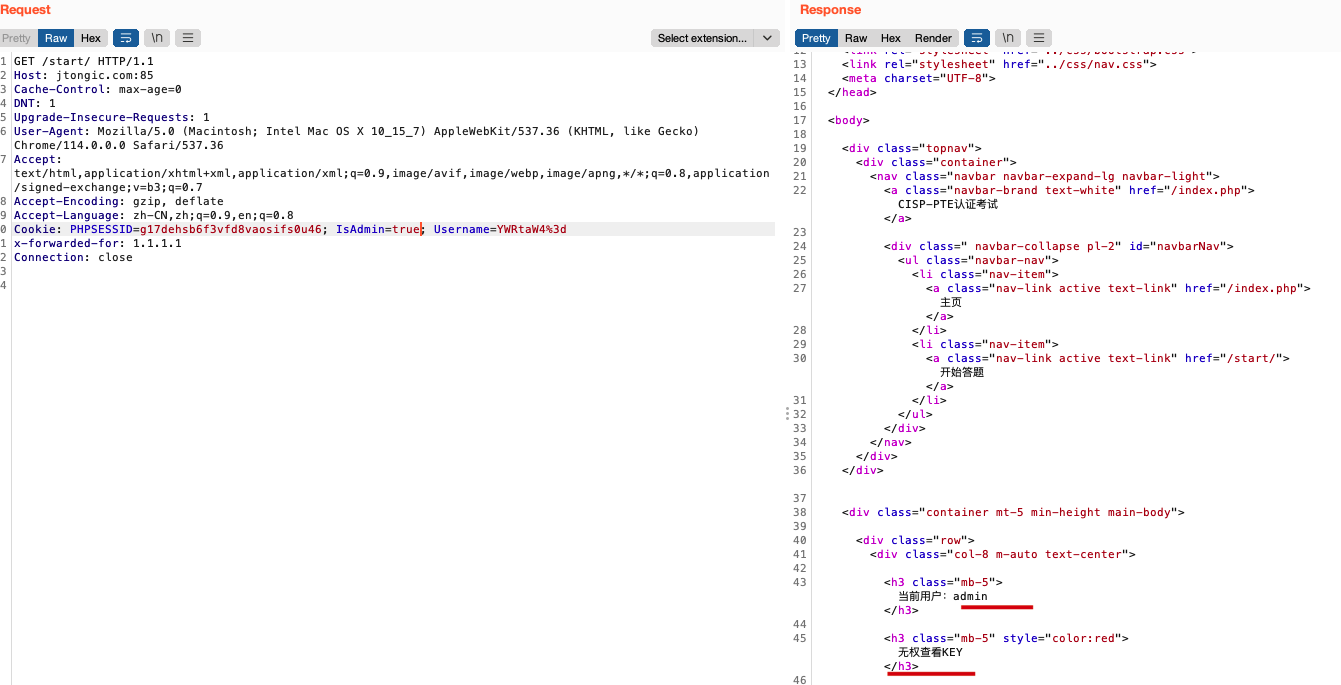 Request
Pretty Raw Hex \n Select extension...
1 GET /start/ HTTP/1.1
2 Host: jtongic.com:85
3 Cache-Control: max-age=0
4 DNT: 1
5 Upgrade-Insecure-Requests: 1
6 User-Agent: Mozilla/5.0 (Macintosh; Intel Mac OS X 10_15_7) AppleWebKit/537.36 (KHTML, like Gecko)
Chrome/114.0.0.0 Safari/537.36
7 Accept:
text/html,application/xhtml+xml,application/xml;q=0.9,image/avif,image/webp,image/apng,*/*;q=0.8,application
/signed-exchange;v=b3;q=0.7
8 Accept-Encoding: gzip, deflate
9 Accept-Language: zh-CN,zh;q=0.9,en;q=0.8
0 Cookie: PHPSESSID=g17dehsb6f3vfd8vaosifs0u46; IsAdmin=true; Username=YWRtaW4%3d
1 x-forwarded-for: 1.1.1.1
2 Connection: close
3
4
Response
Pretty Raw Hex Render \n
12 <link rel="stylesheet" href="../css/bootstrap.css">
13 <link rel="stylesheet" href="../css/nav.css">
14 <meta charset="UTF-8">
15 </head>
16
17 <body>
18
19 <div class="topnav">
20 <div class="container">
21 <nav class="navbar navbar-expand-lg navbar-light">
22 <a class="navbar-brand text-white" href="/index.php">
CISP-PTE认证考试
</a>
23
24 <div class=" navbar-collapse pl-2" id="navbarNav">
25 <ul class="navbar-nav">
26 <li class="nav-item">
27 <a class="nav-link active text-link" href="/index.php">
主页
</a>
28 </li>
29 <li class="nav-item">
30 <a class="nav-link active text-link" href="/start/">
开始答题
</a>
31 </li>
32 </ul>
33 </div>
34 </nav>
35 </div>
36 </div>
37
38 <div class="container mt-5 min-height main-body">
39
40 <div class="row">
41 <div class="col-8 m-auto text-center">
42
43 <h3 class="mb-5">
当前用户：admin
</h3>
44
45 <h3 class="mb-5" style="color:red">
无权查看KEY
</h3>
46